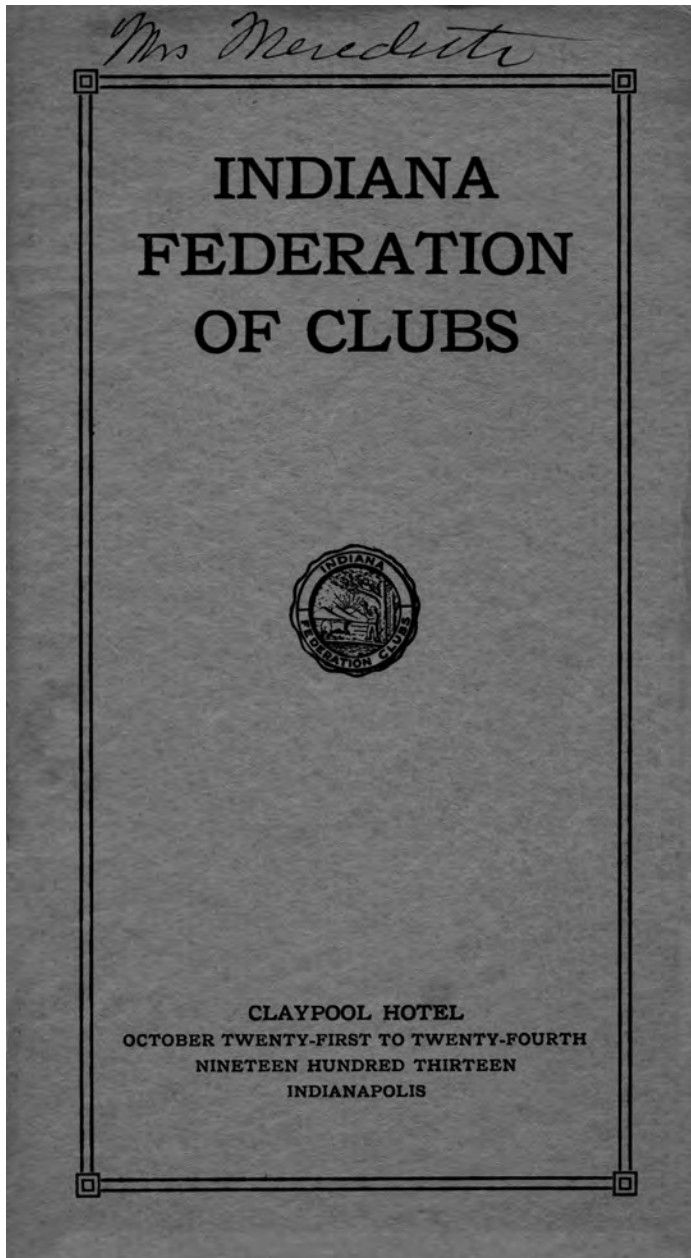 Mrs Meredith
INDIANA
FEDERATION
OF CLUBS
INDIANA
FEDERATION CLUBS
CLAYPOOL HOTEL
OCTOBER TWENTY-FIRST TO TWENTY-FOURTH
NINETEEN HUNDRED THIRTEEN
INDIANAPOLIS